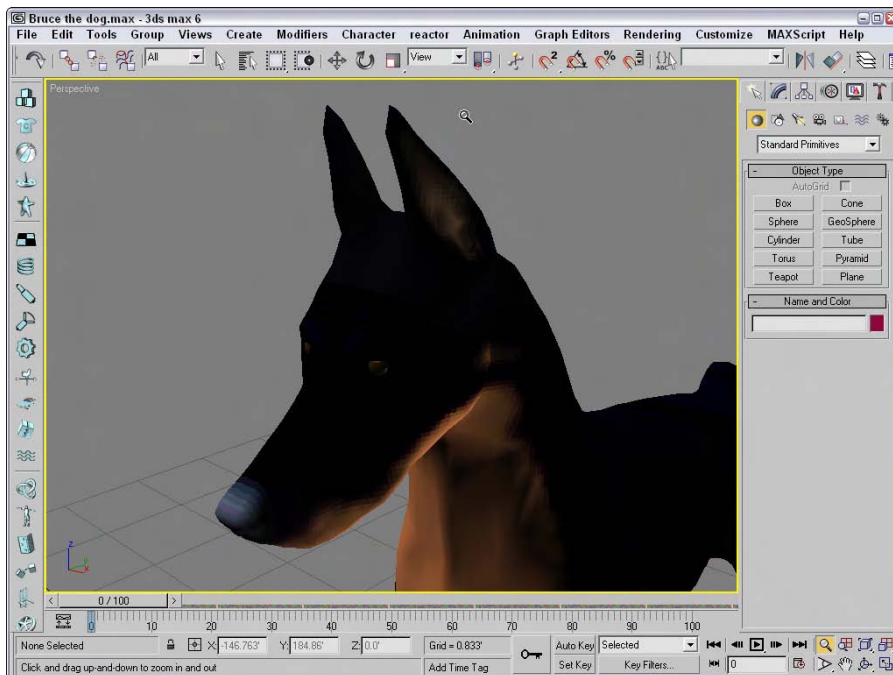 Bruce the dog.max - 3ds max 6
File Edit Tools Group Views Create Modifiers Character reactor Animation Graph Editors Rendering Customize MAXScript Help
All View
Perspective
Standard Primitives
- Object Type
AutoGrid
Box Cone
Sphere GeoSphere
Cylinder Tube
Torus Pyramid
Teapot Plane
- Name and Color
z
x
< 0 / 100 >
0 10 20 30 40 50 60 70 80 90 100
None Selected X: -146.763' Y: 184.86' Z: 0.0' Grid = 0.833' Auto Key Selected
Click and drag up-and-down to zoom in and out Add Time Tag Set Key Key Filters... 0